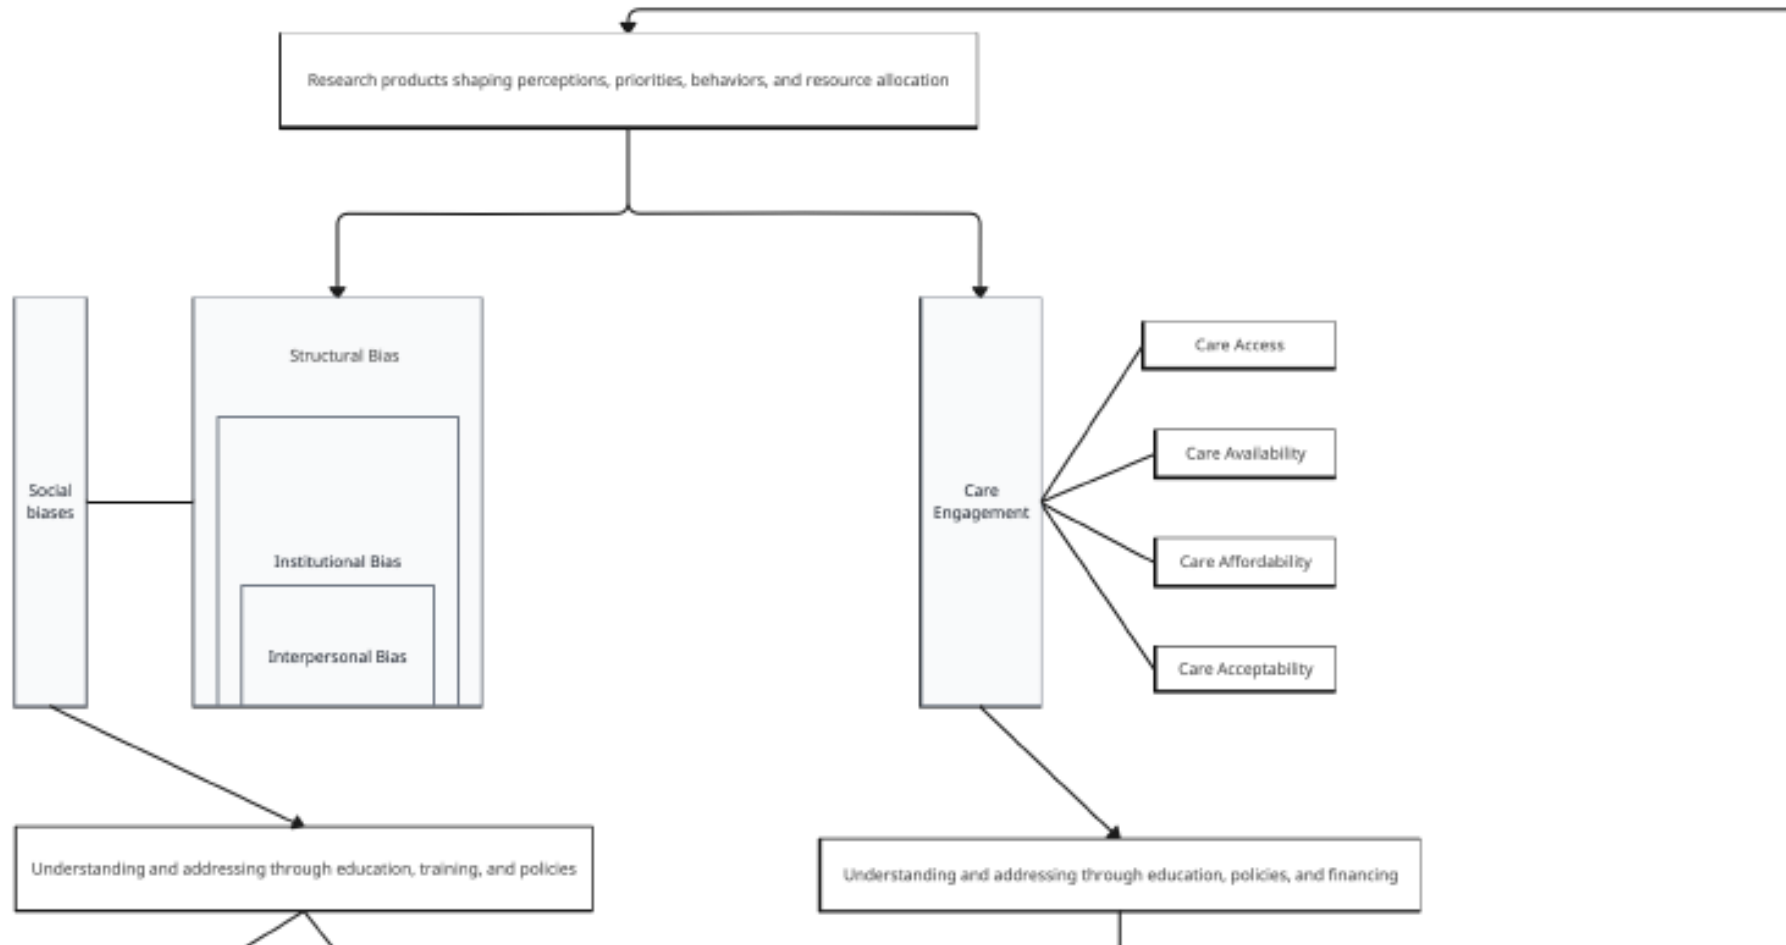 Research products shaping perceptions, priorities, behaviors, and resource allocation
Structural Bias
Care Access
Care Availability
Social
biases
Care
Engagement
Institutional Bias
Care Affordability
Interpersonal Bias
Care Acceptability
Understanding and addressing through education, training, and policies
Understanding and addressing through education, policies, and financing